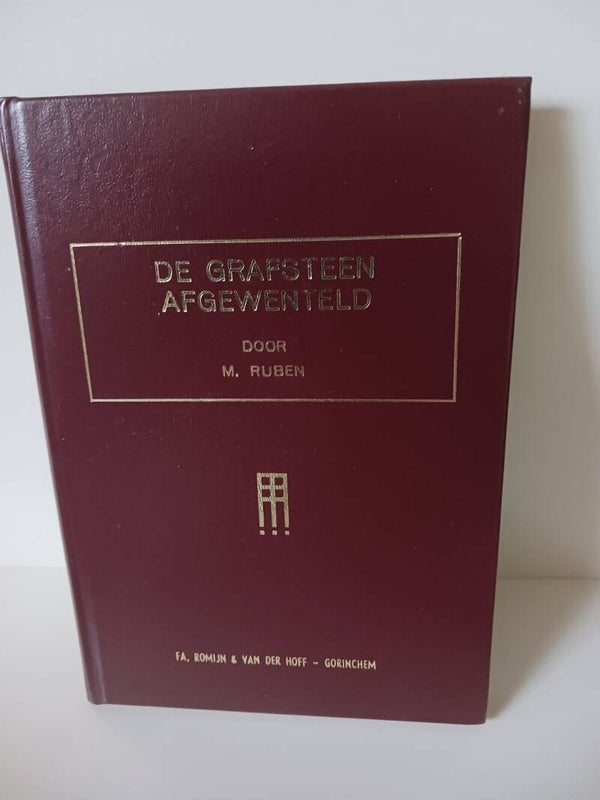 DE GRAFSTEEN
AFGEWENTELD
DOOR
M. RUBEN
FA. ROMIJN & VAN DER HOFF – GORINCHEM